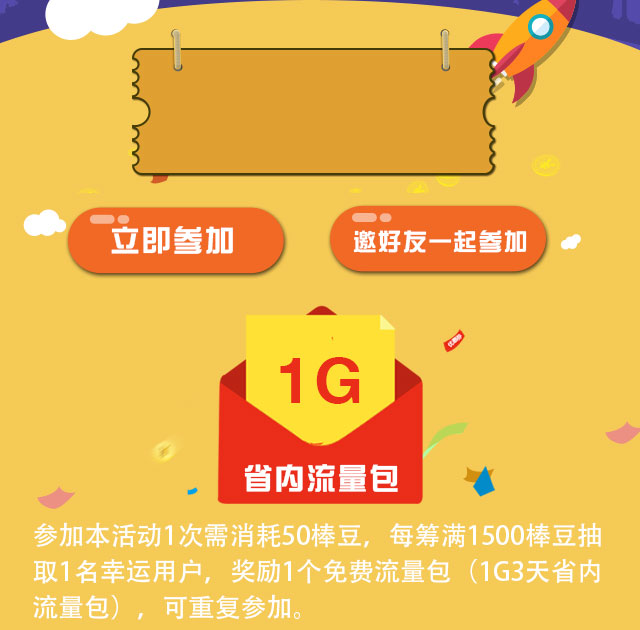 立即参加
邀好友一起参加
1G
省内流量包
参加本活动1次需消耗50棒豆，每筹满1500棒豆抽
取1名幸运用户，奖励1个免费流量包（1G3天省内
流量包），可重复参加。